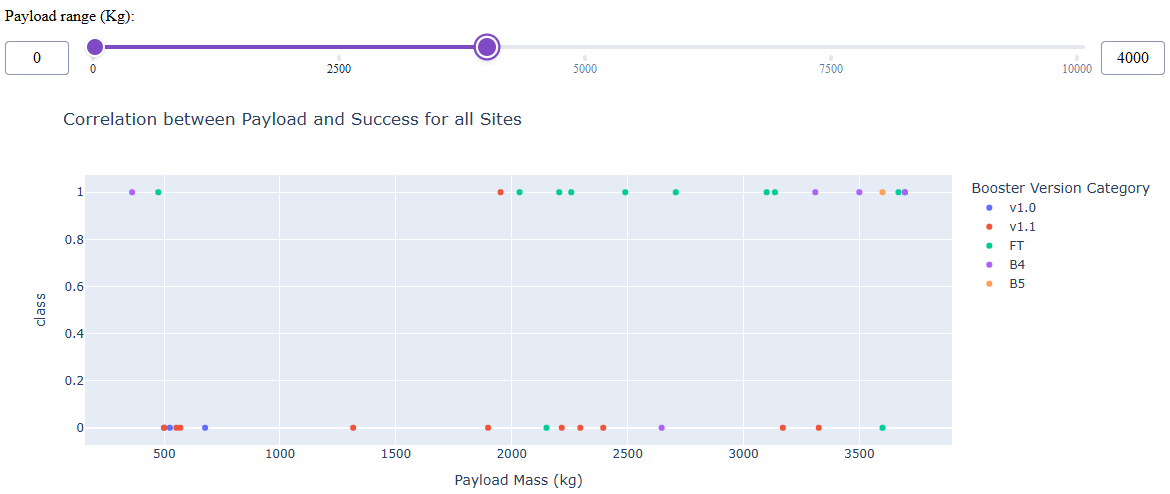 Payload range (Kg):
0
4000
0 2500 5000 7500 10000
Correlation between Payload and Success for all Sites
1
0.8
0.6
0.4
0.2
0
class
500 1000 1500 2000 2500 3000 3500
Payload Mass (kg)
Booster Version Category
v1.0
v1.1
FT
B4
B5